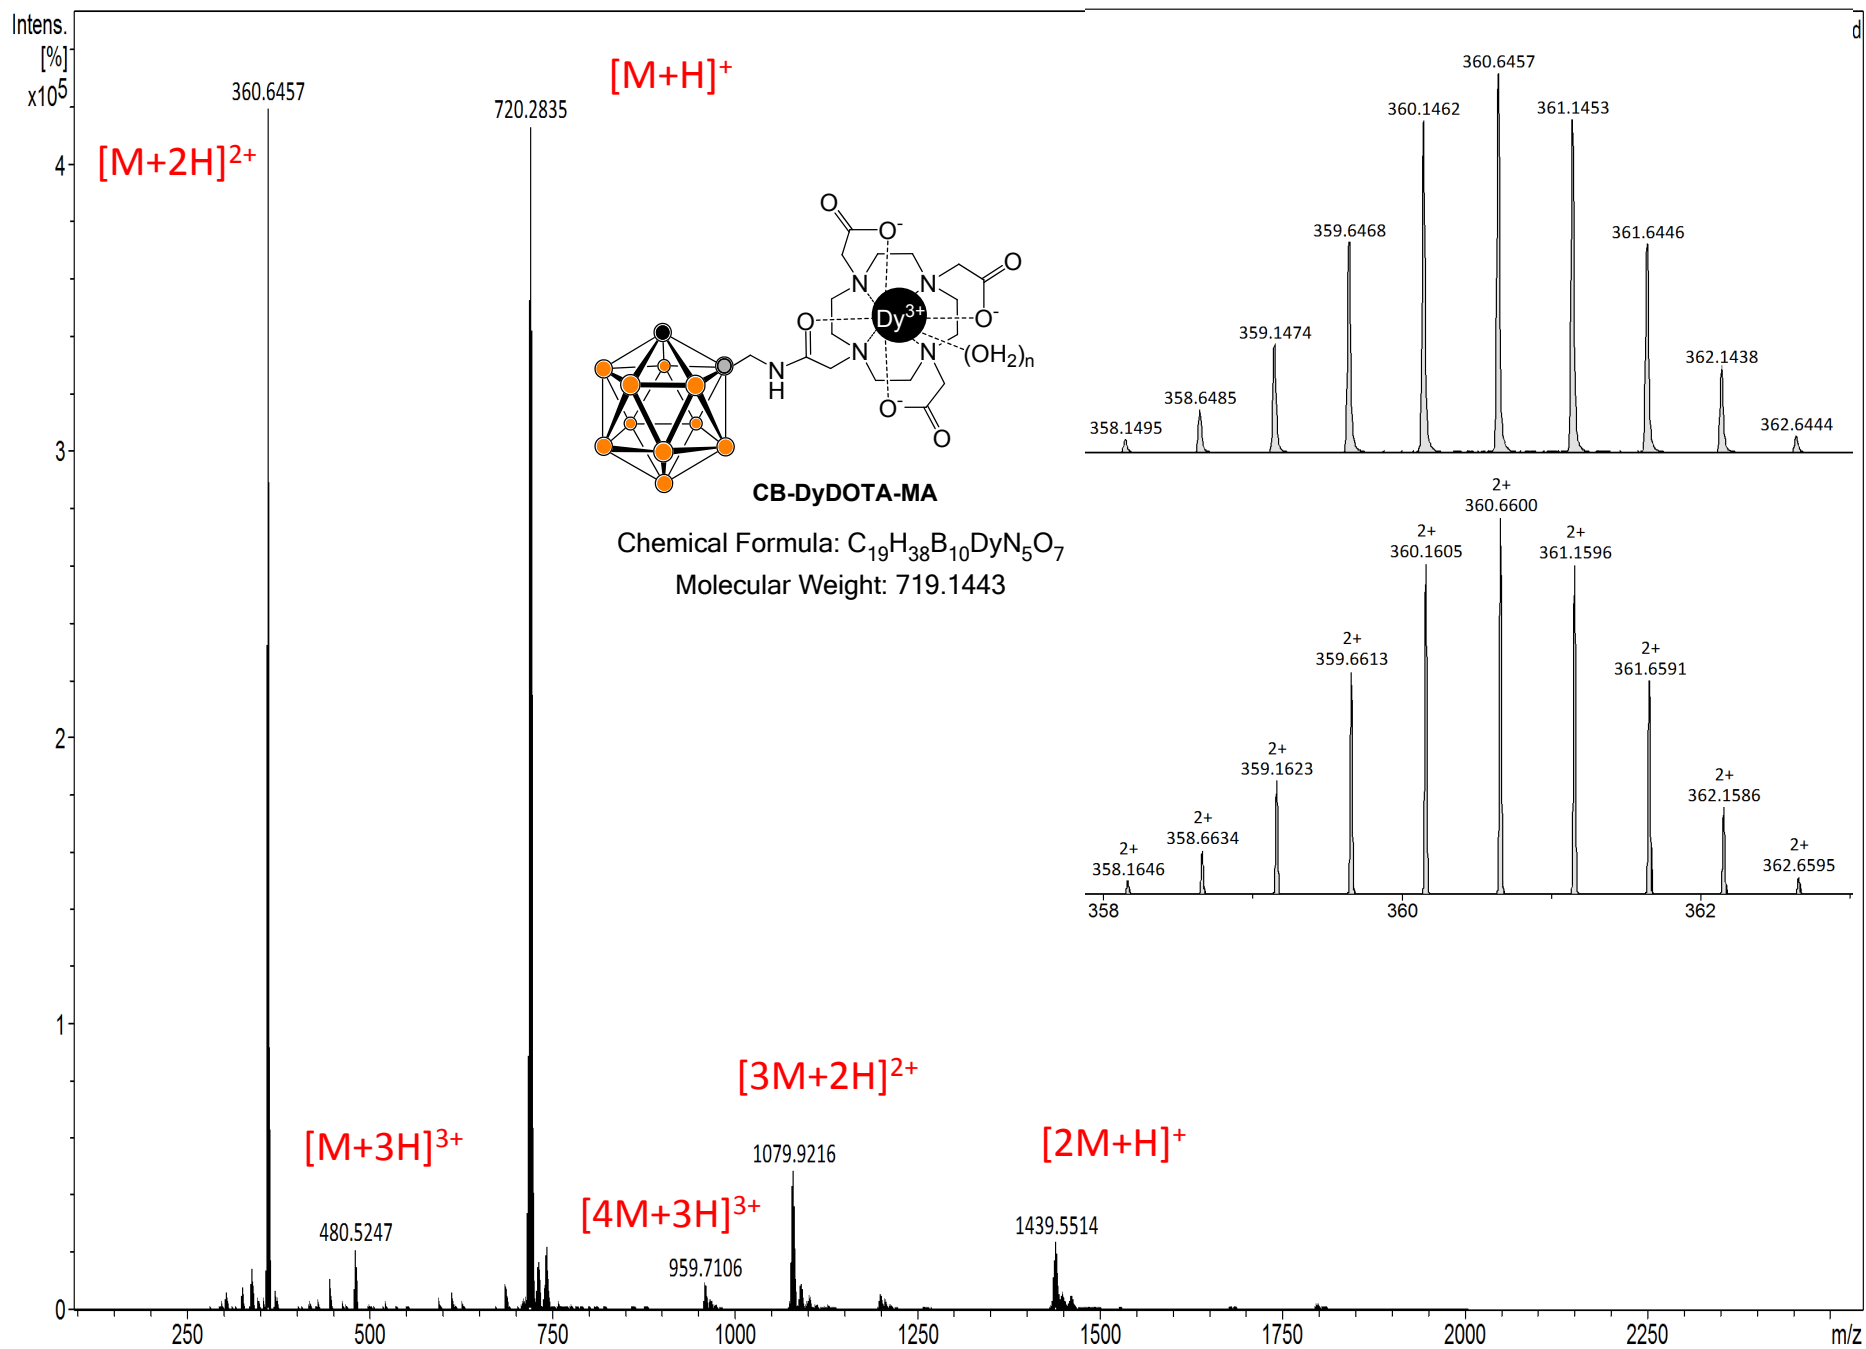 Intens.
[%]
x10⁵
d
[M+H]⁺
360.6457
720.2835
[M+2H]²⁺
4
3
2
1
0
360.6457
360.1462
361.1453
359.6468
361.6446
359.1474
362.1438
358.6485
358.1495
362.6444
O
O⁻
N
N
O
O⁻
O
Dy³⁺
N
N
(OH2)n
N
H
O⁻
O
CB-DyDOTA-MA
Chemical Formula: C₁₉H₃₈B₁₀DyN₅O₇
Molecular Weight: 719.1443
2+
360.6600
2+
360.1605
2+
361.1596
2+
359.6613
2+
361.6591
2+
359.1623
2+
362.1586
2+
358.6634
2+
358.1646
2+
362.6595
358
360
362
[3M+2H]²⁺
[M+3H]³⁺
1079.9216
[2M+H]⁺
[4M+3H]³⁺
480.5247
959.7106
1439.5514
250
500
750
1000
1250
1500
1750
2000
2250
m/z